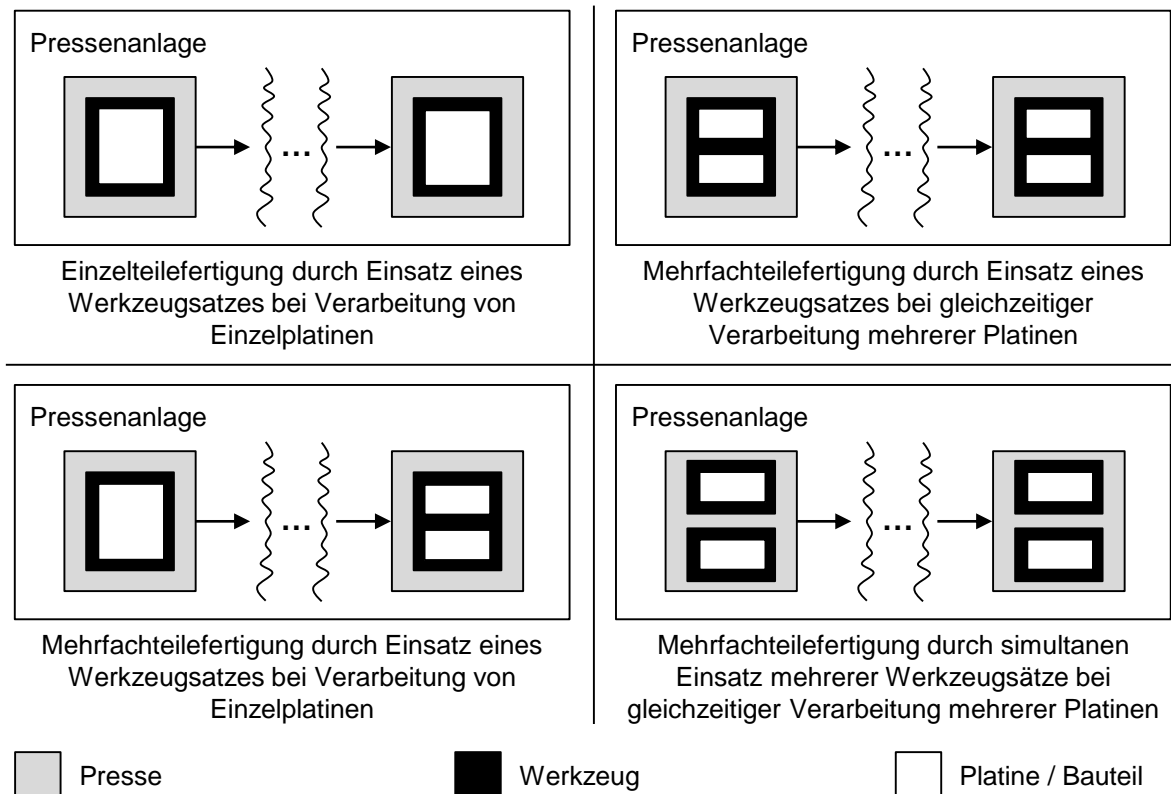 Pressenanlage
...
Einzelteilefertigung durch Einsatz eines
Werkzeugsatzes bei Verarbeitung von
Einzelplatinen
Pressenanlage
...
Mehrfachteilefertigung durch Einsatz eines
Werkzeugsatzes bei gleichzeitiger
Verarbeitung mehrerer Platinen
Pressenanlage
...
Mehrfachteilefertigung durch Einsatz eines
Werkzeugsatzes bei Verarbeitung von
Einzelplatinen
Pressenanlage
...
Mehrfachteilefertigung durch simultanen
Einsatz mehrerer Werkzeugsätze bei
gleichzeitiger Verarbeitung mehrerer Platinen
Presse
Werkzeug
Platine / Bauteil